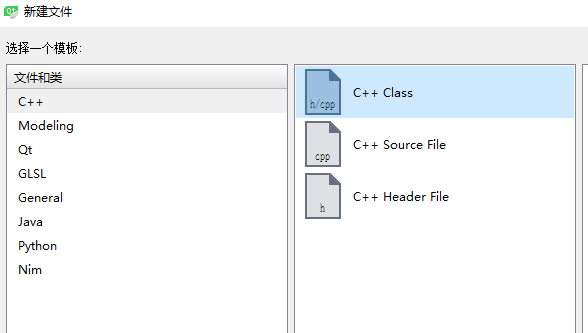 新建文件
选择一个模板:
文件和类
C++
Modeling
Qt
GLSL
General
Java
Python
Nim
h/cpp
C++ Class
cpp
C++ Source File
h
C++ Header File